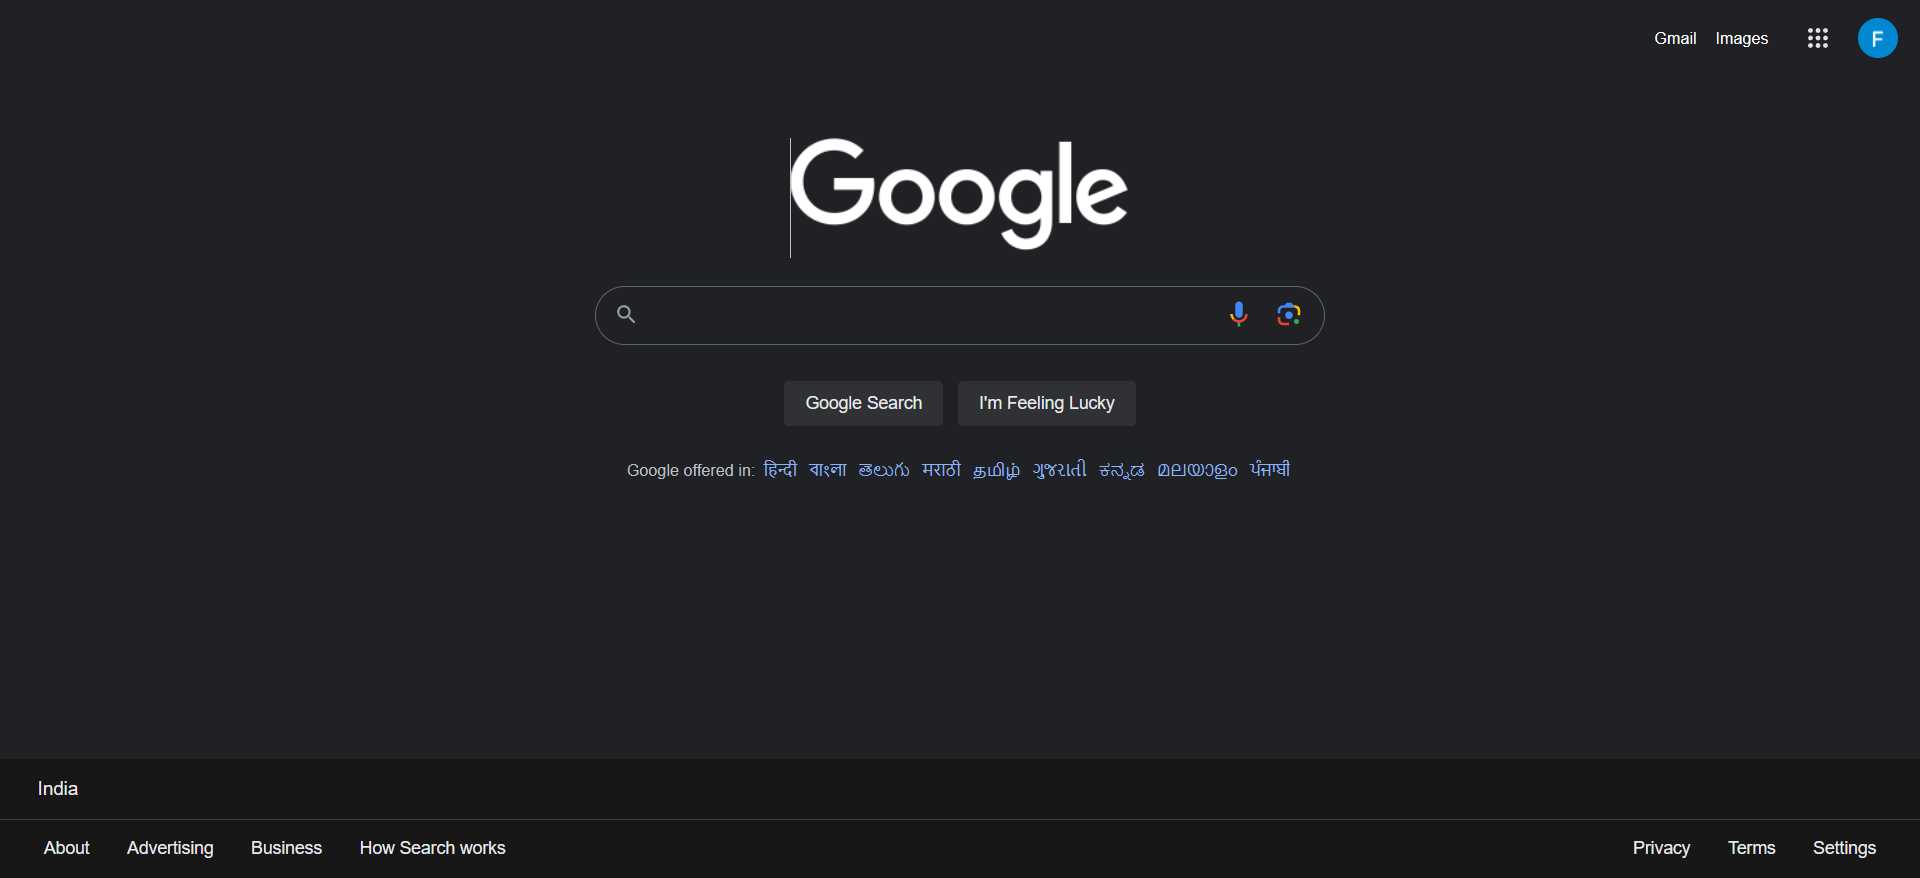 Gmail Images F
Google
Google Search I'm Feeling Lucky
Google offered in: हिन्दी বাংলা తెలుగు मराठी தமிழ் ગુજરાતી ಕನ್ನಡ മലയാളം ਪੰਜਾਬੀ
India
About Advertising Business How Search works Privacy Terms Settings